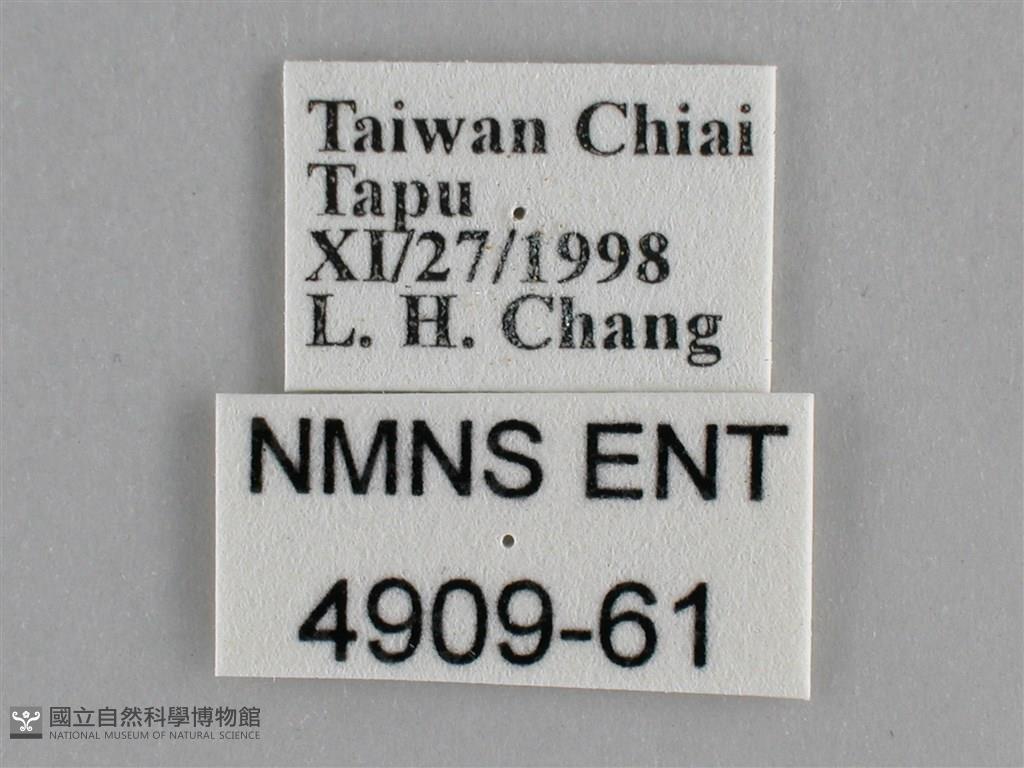 Taiwan Chiai
Tapu
XI/27/1998
L. H. Chang
NMNS ENT
4909-61
國立自然科學博物館
NATIONAL MUSEUM OF NATURAL SCIENCE